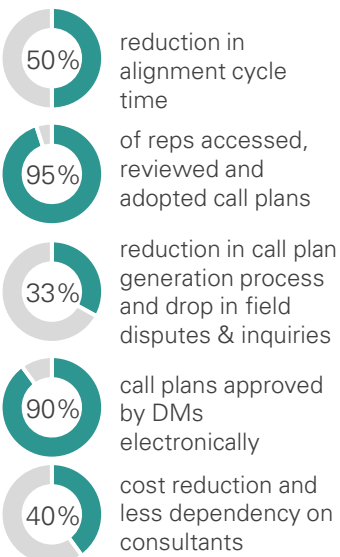 50%
reduction in
alignment cycle
time
95%
of reps accessed,
reviewed and
adopted call plans
33%
reduction in call plan
generation process
and drop in field
disputes & inquiries
90%
call plans approved
by DMs
electronically
40%
cost reduction and
less dependency on
consultants